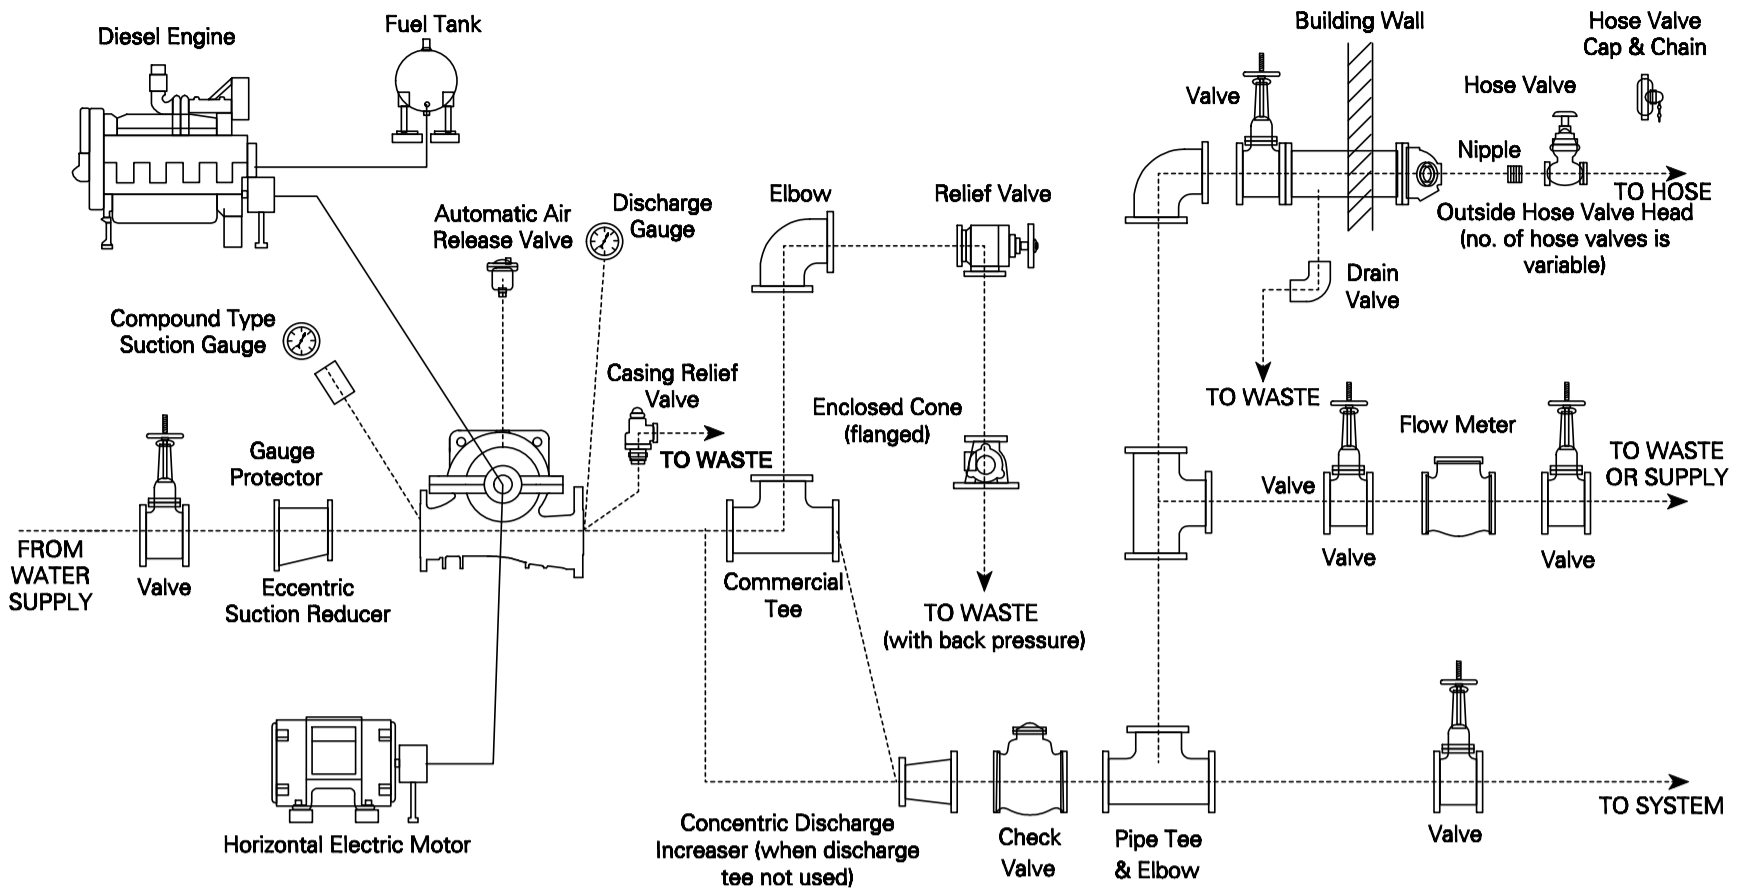 Diesel Engine
Fuel Tank
Building Wall
Hose Valve
Cap & Chain
Valve
Hose Valve
Nipple
TO HOSE
Outside Hose Valve Head
(no. of hose valves is
variable)
Automatic Air
Release Valve
Discharge
Gauge
Elbow
Relief Valve
Drain
Valve
TO WASTE
Compound Type
Suction Gauge
Casing Relief
Valve
TO WASTE
Enclosed Cone
(flanged)
Flow Meter
Gauge
Protector
Valve
TO WASTE
OR SUPPLY
FROM
WATER
SUPPLY
Valve
Eccentric
Suction Reducer
Commercial
Tee
Valve
Valve
TO WASTE
(with back pressure)
Horizontal Electric Motor
Concentric Discharge
Increaser (when discharge
tee not used)
Check
Valve
Pipe Tee
& Elbow
Valve
TO SYSTEM